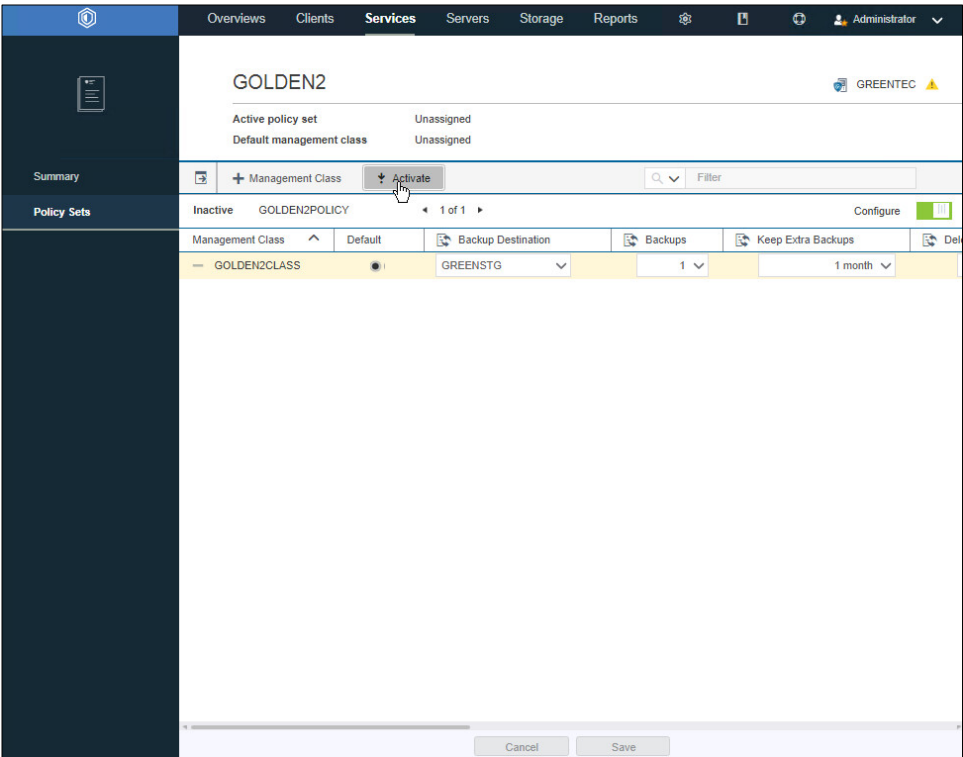 Overviews Clients Services Servers Storage Reports Administrator
GOLDEN2
GREENTEC
Active policy set Unassigned
Default management class Unassigned
Summary
Policy Sets
Management Class Activate Filter
Inactive GOLDEN2POLICY 1 of 1 Configure
Management Class Default Backup Destination Backups Keep Extra Backups Del
GOLDEN2CLASS GREENSTG 1 1 month
Cancel Save